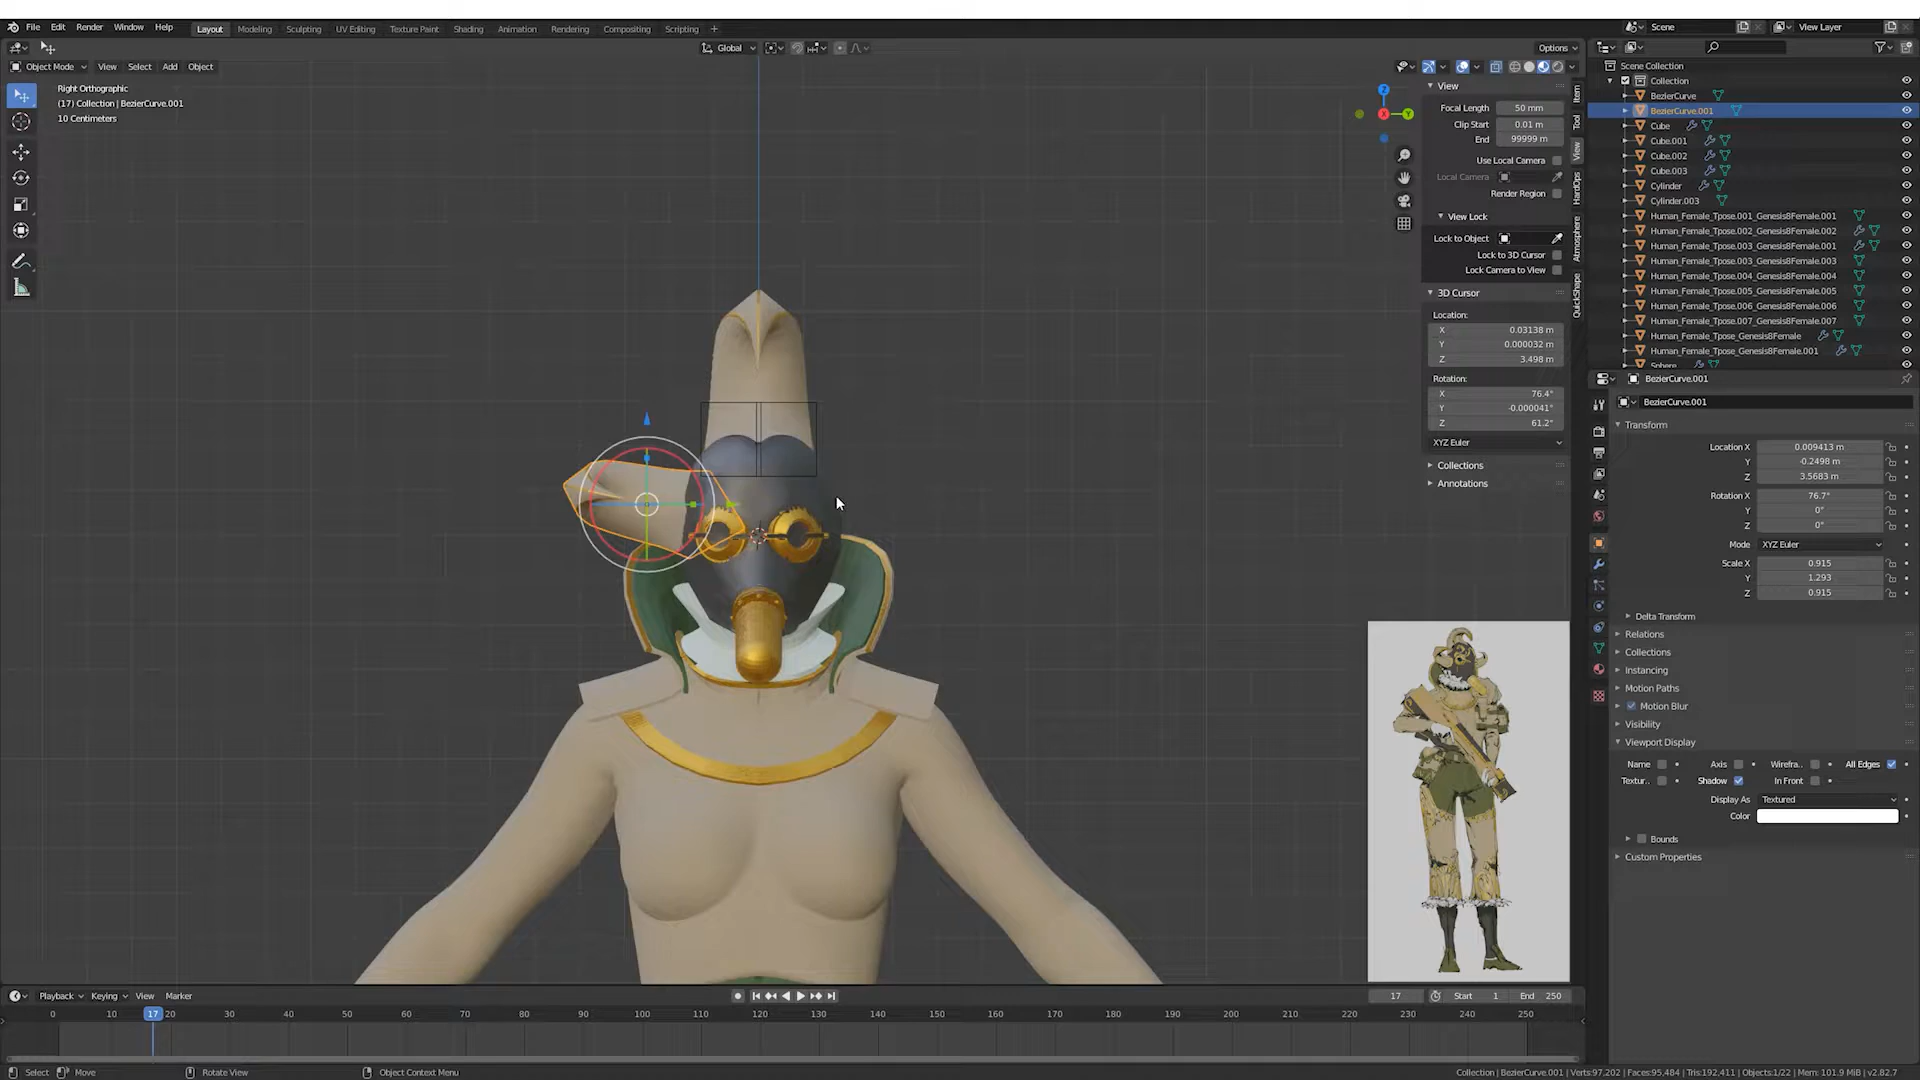 File Edit Render Window Help Layout Modeling Sculpting UV Editing Texture Paint Shading Animation Rendering Compositing Scripting + Scene View Layer
Global Options
Object Mode View Select Add Object
Right Orthographic
(17) Collection | BezierCurve.001
10 Centimeters
Z
X
Y
View
Focal Length 50 mm
Clip Start 0.01 m
End 99999 m
Use Local Camera
Local Camera
Render Region
View Lock
Lock to Object
Lock to 3D Cursor
Lock Camera to View
3D Cursor
Location:
X 0.03138 m
Y 0.000032 m
Z 3.498 m
Rotation:
X 76.4°
Y -0.000041°
Z 61.2°
XYZ Euler
Collections
Annotations
Item
Tool
View
HardOps
Atmosphere
QuickShape
Scene Collection
Collection
BezierCurve
BezierCurve.001
Cube
Cube.001
Cube.002
Cube.003
Cylinder
Cylinder.003
Human_Female_Tpose.001_Genesis8Female.001
Human_Female_Tpose.002_Genesis8Female.002
Human_Female_Tpose.003_Genesis8Female.001
Human_Female_Tpose.003_Genesis8Female.003
Human_Female_Tpose.004_Genesis8Female.004
Human_Female_Tpose.005_Genesis8Female.005
Human_Female_Tpose.006_Genesis8Female.006
Human_Female_Tpose.007_Genesis8Female.007
Human_Female_Tpose_Genesis8Female
Human_Female_Tpose_Genesis8Female.001
Sphere
BezierCurve.001
BezierCurve.001
Transform
Location X 0.009413 m
Y -0.2498 m
Z 3.5683 m
Rotation X 76.7°
Y 0°
Z 0°
Mode XYZ Euler
Scale X 0.915
Y 1.293
Z 0.915
Delta Transform
Relations
Collections
Instancing
Motion Paths
Motion Blur
Visibility
Viewport Display
Name Axis Wirefra.. All Edges
Textur.. Shadow In Front
Display As Textured
Color
Bounds
Custom Properties
Playback Keying View Marker 17 Start 1 End 250
0 10 17 20 30 40 50 60 70 80 90 100 110 120 130 140 150 160 170 180 190 200 210 220 230 240 250
Select Move Rotate View Object Context Menu Collection | BezierCurve.001 | Verts:97,202 | Faces:95,484 | Tris:192,411 | Objects:1/22 | Mem: 101.9 MiB | v2.82.7